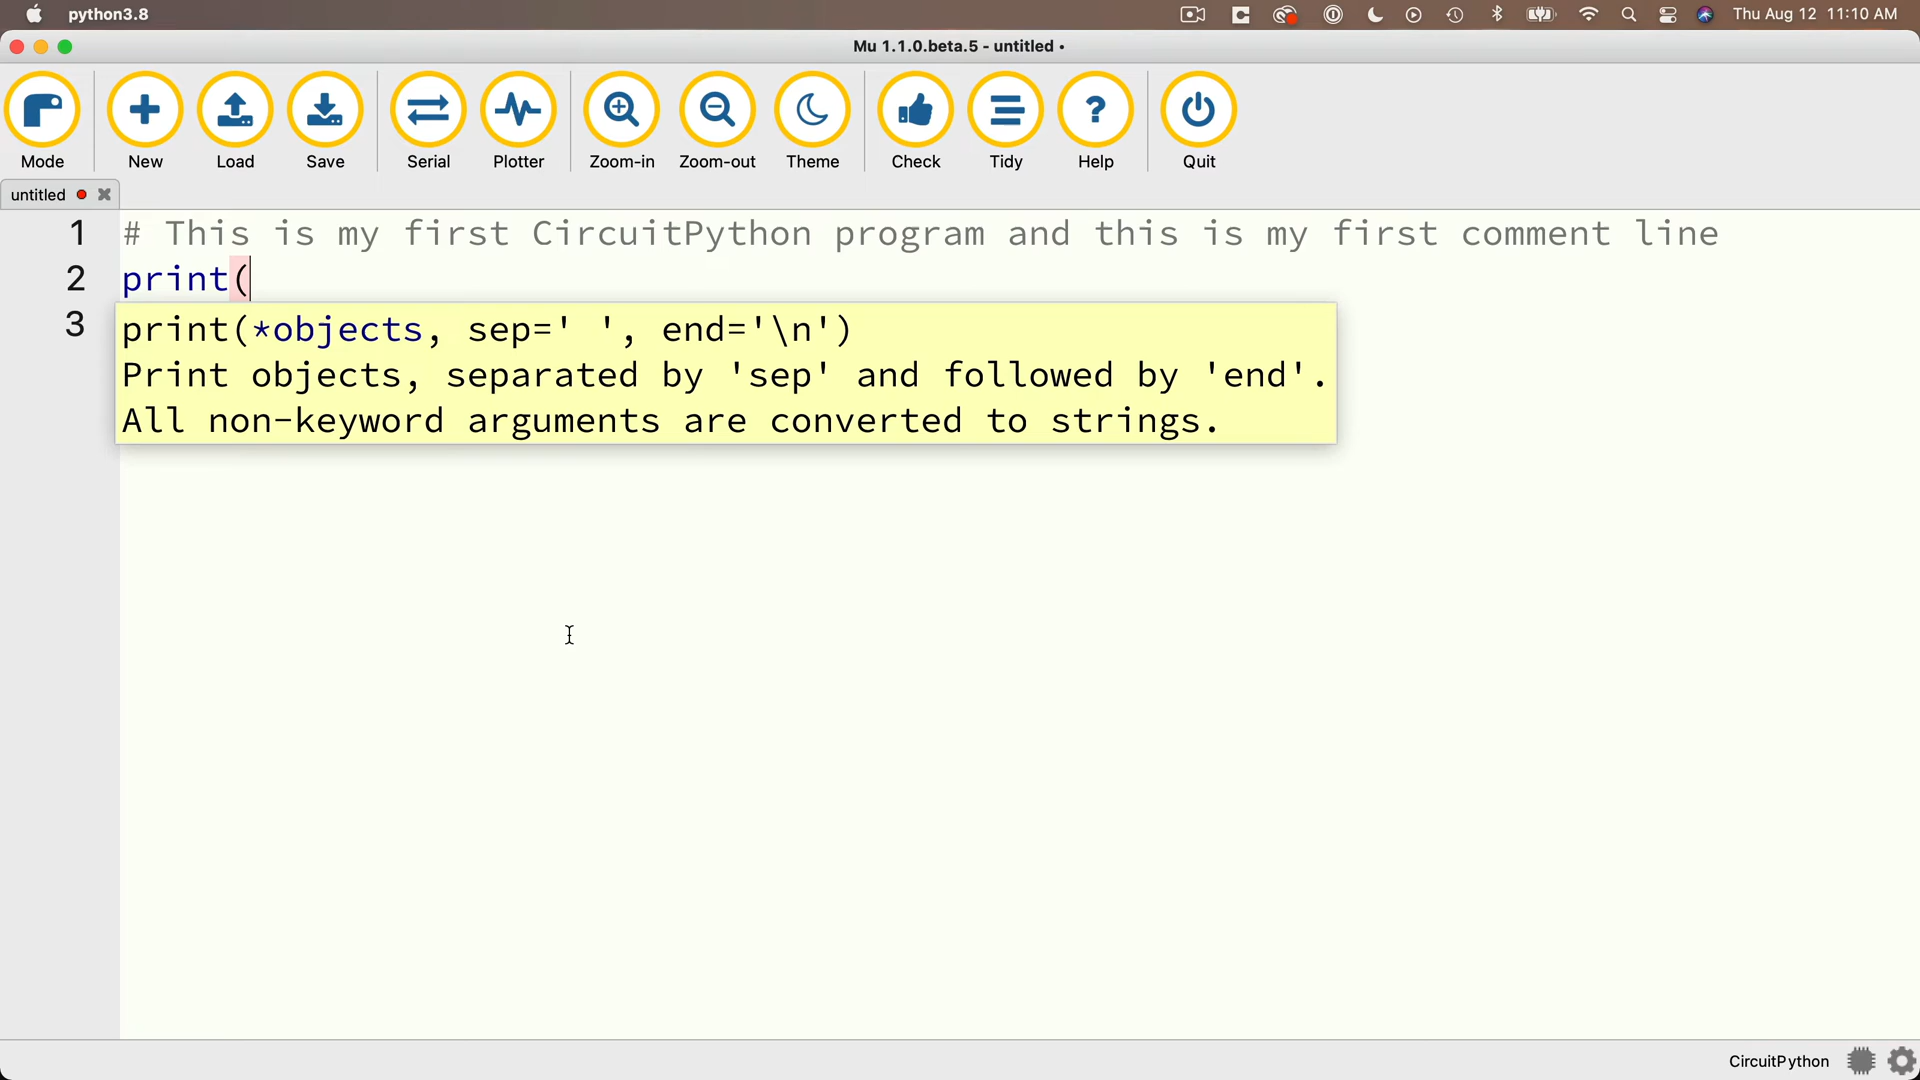 python3.8
Thu Aug 12 11:10 AM
Mu 1.1.0.beta.5 - untitled •
Mode
New
Load
Save
Serial
Plotter
Zoom-in
Zoom-out
Theme
Check
Tidy
Help
Quit
untitled
1 # This is my first CircuitPython program and this is my first comment line
2 print(
3
print(*objects, sep=' ', end='\n')
Print objects, separated by 'sep' and followed by 'end'.
All non-keyword arguments are converted to strings.
CircuitPython